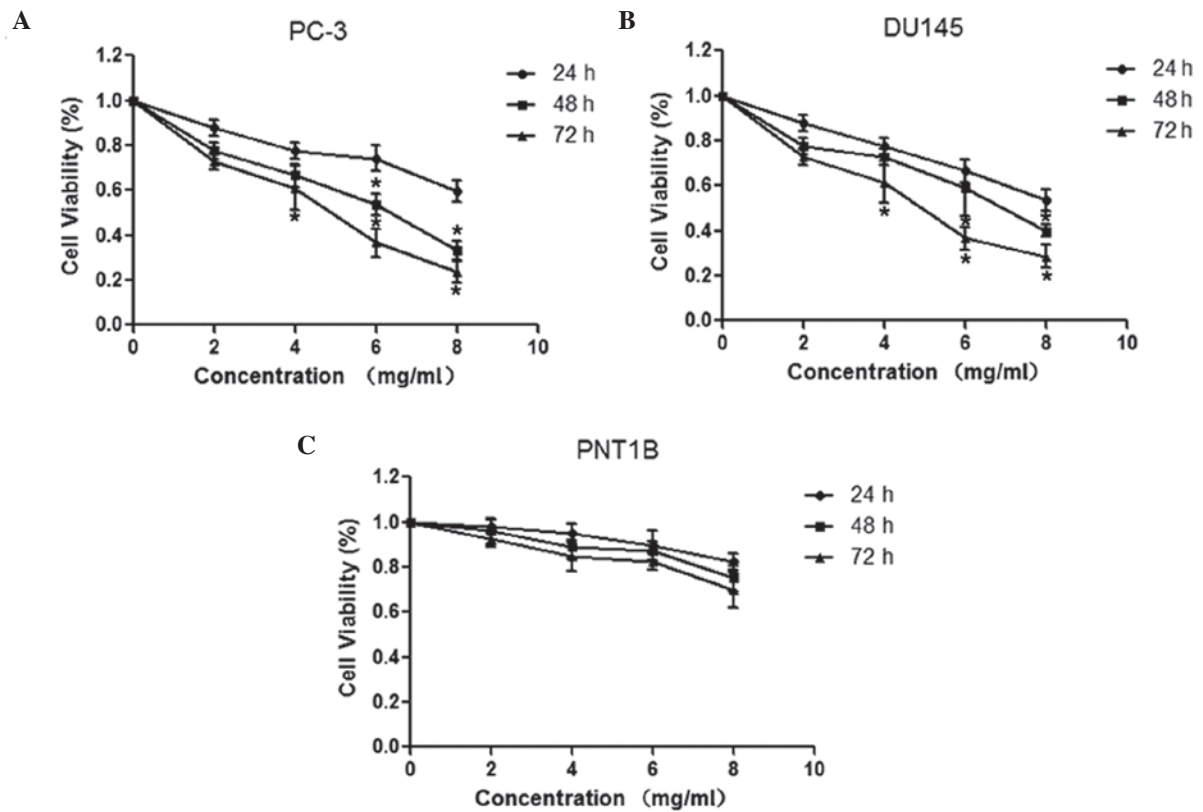 A
PC-3
1.2
1.0
0.8
0.6
0.4
0.2
0.0
Cell Viability (%)
24 h
48 h
72 h
*
*
*
*
*
0 2 4 6 8 10
Concentration （mg/ml）
B
DU145
1.2
1.0
0.8
0.6
0.4
0.2
0.0
Cell Viability (%)
24 h
48 h
72 h
*
*
*
*
*
0 2 4 6 8 10
Concentration （mg/ml）
C
PNT1B
1.2
1.0
0.8
0.6
0.4
0.2
0.0
Cell Viability (%)
24 h
48 h
72 h
0 2 4 6 8 10
Concentration （mg/ml）